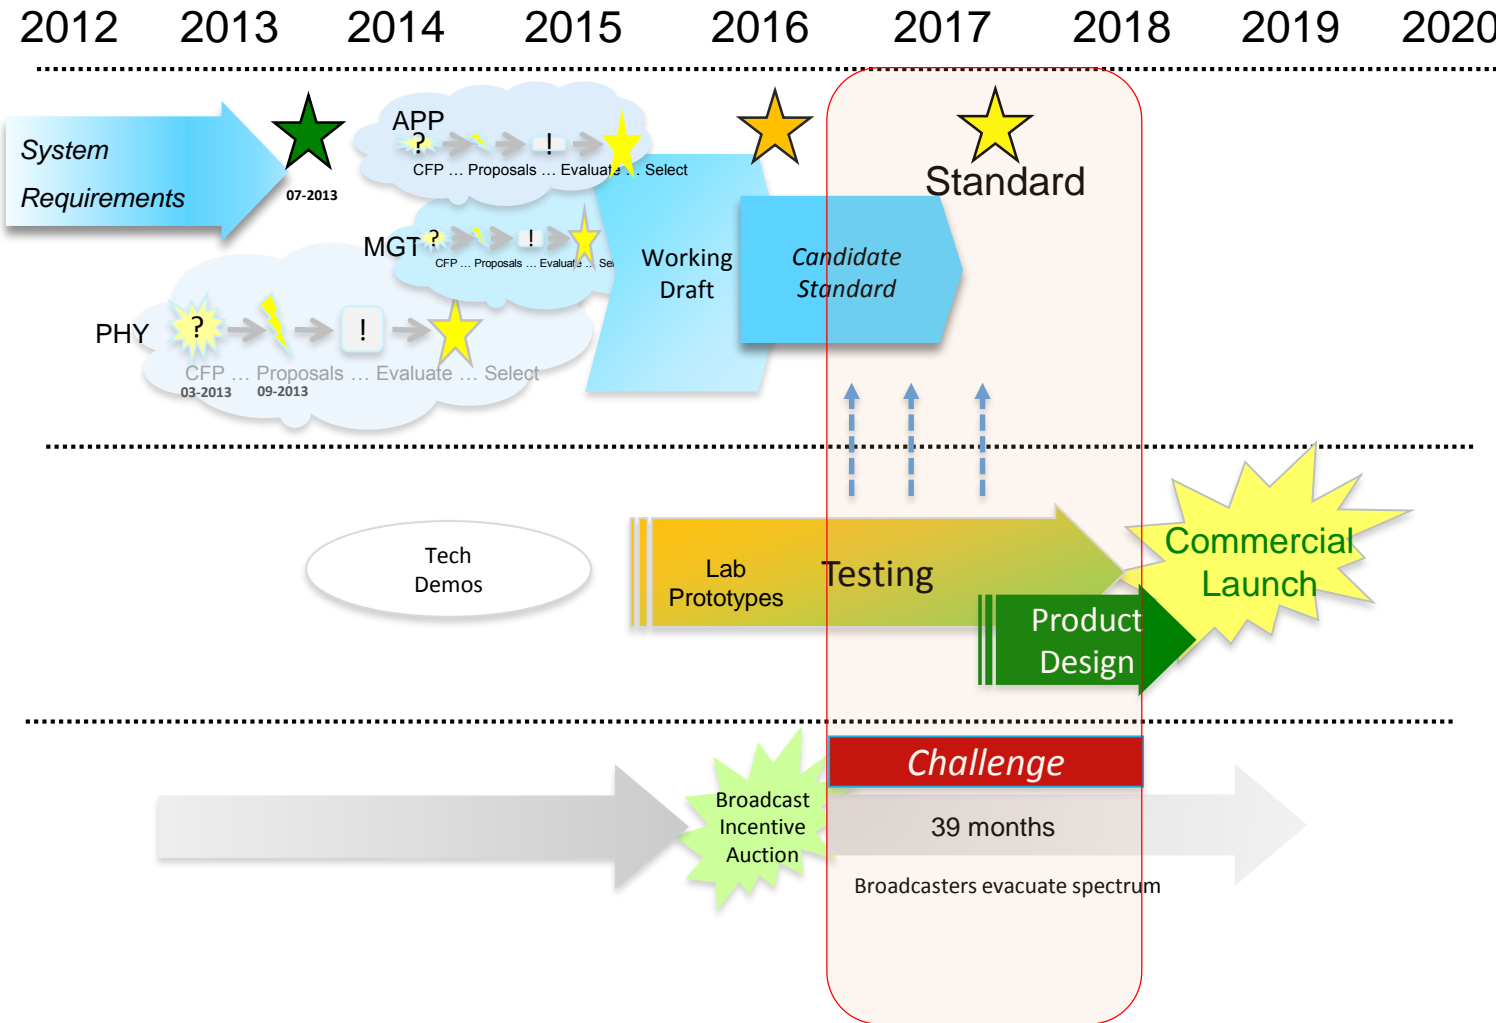 2012 2013 2014 2015 2016 2017 2018 2019 2020
System
Requirements
07-2013
APP
?
!
CFP ... Proposals ... Evaluate ... Select
MGT
?
!
CFP ... Proposals ... Evaluate ... Sel
PHY
?
!
CFP ... Proposals ... Evaluate ... Select
03-2013 09-2013
Working
Draft
Candidate
Standard
Standard
Tech
Demos
Lab
Prototypes
Testing
Product
Design
Commercial
Launch
Broadcast
Incentive
Auction
Challenge
39 months
Broadcasters evacuate spectrum